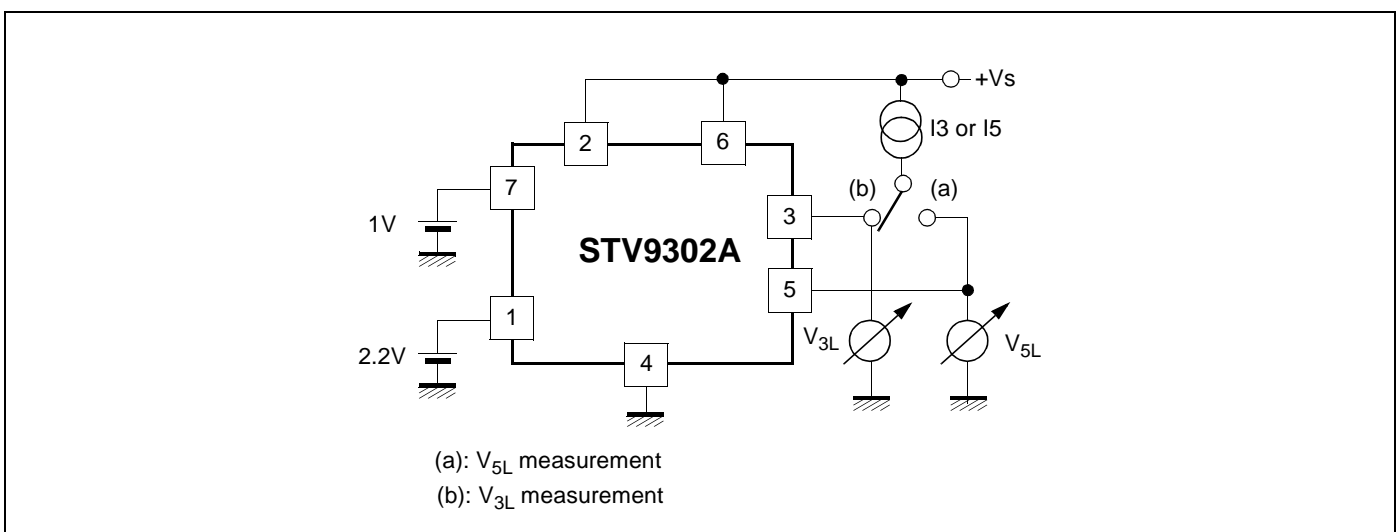 +Vs
I3 or I5
2
6
7
(b)
(a)
1V
3
STV9302A
5
1
V3L
V5L
2.2V
4
(a): V5L measurement
(b): V3L measurement